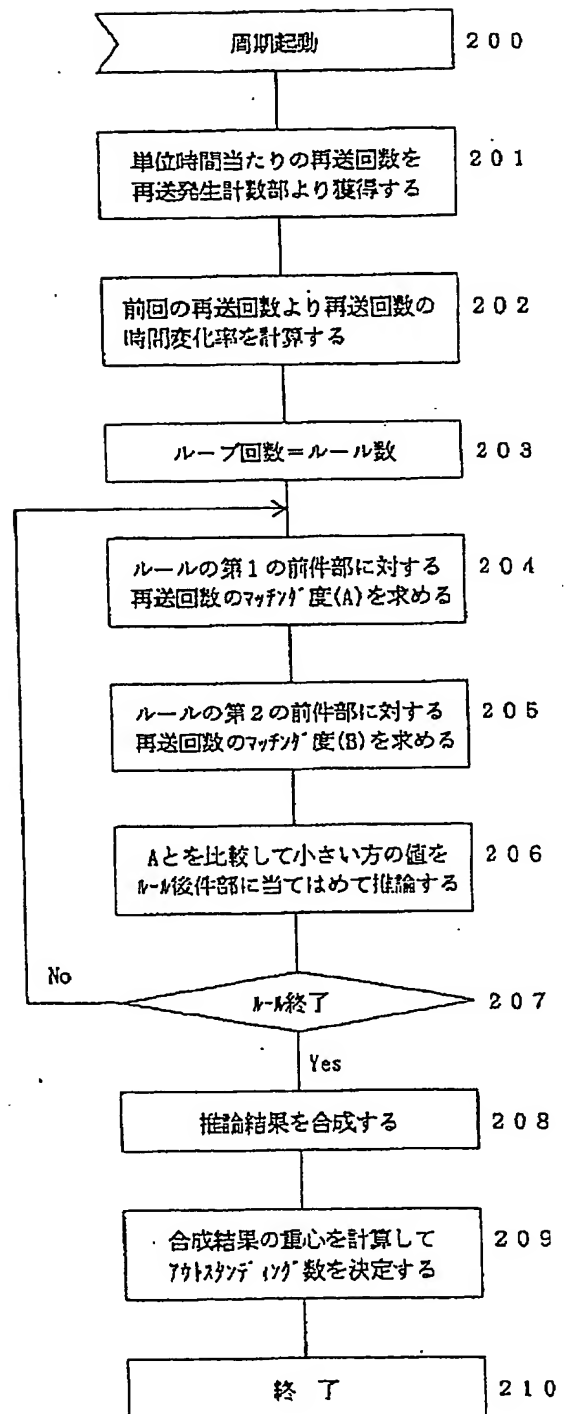 周期起動
200
単位時間当たりの再送回数を
再送発生計数部より獲得する
201
前回の再送回数より再送回数の
時間変化率を計算する
202
ループ回数=ルール数
203
ルールの第1の前件部に対する
再送回数のマッチング度(A)を求める
204
ルールの第2の前件部に対する
再送回数のマッチング度(B)を求める
205
Aとを比較して小さい方の値を
ルール後件部に当てはめて推論する
206
No
ルール終了
207
Yes
推論結果を合成する
208
合成結果の重心を計算して
アウトスタンディング数を決定する
209
終 了
210